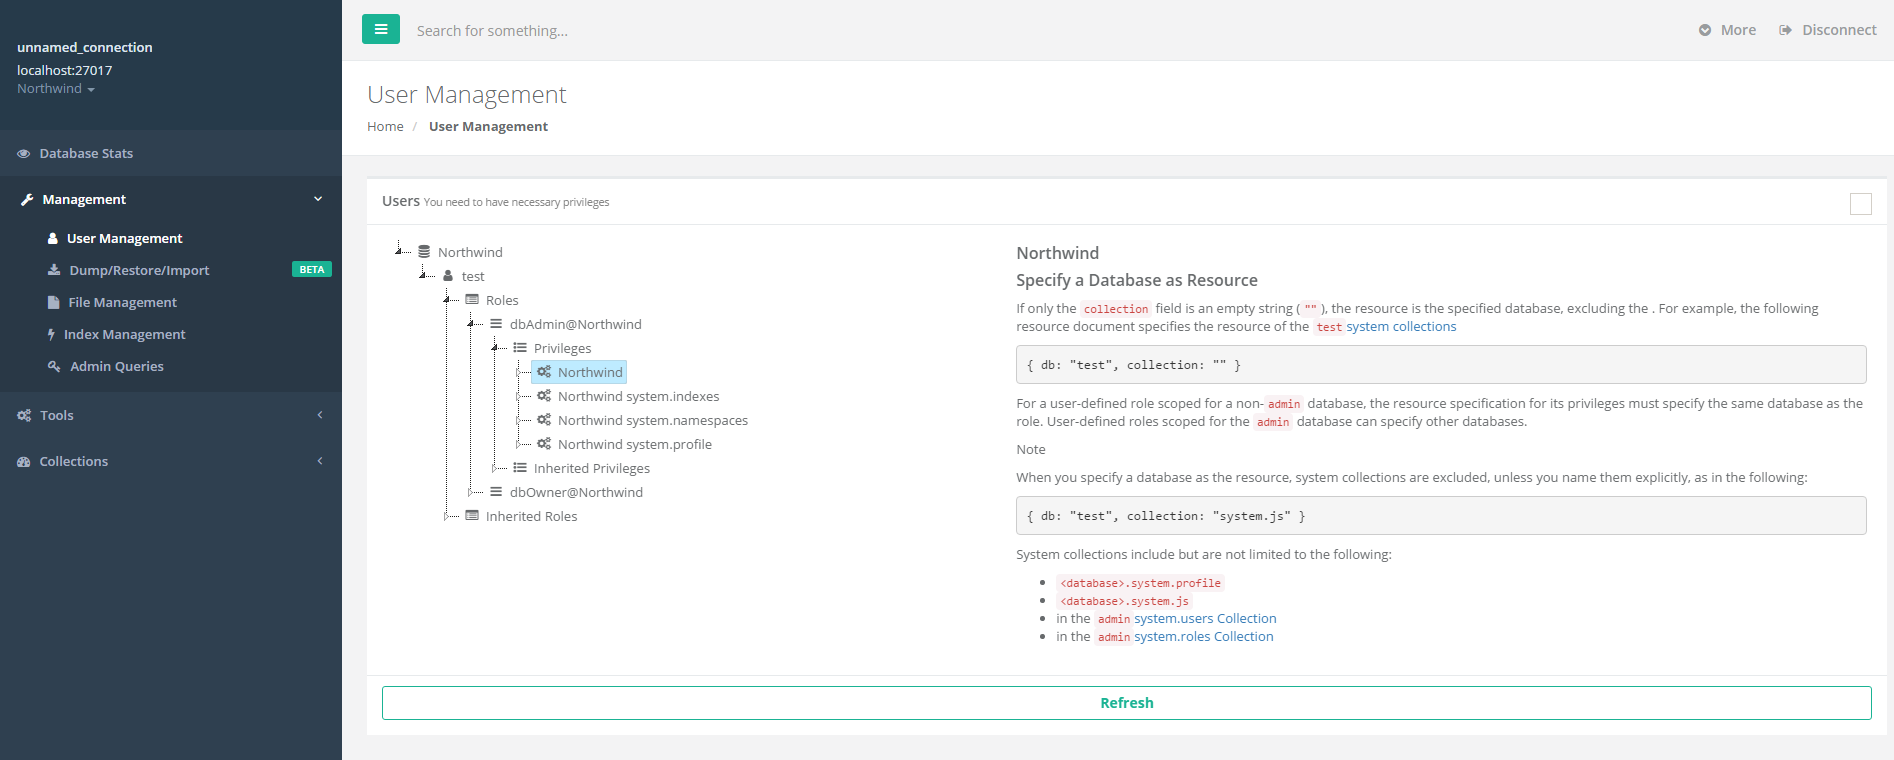 unnamed_connection
localhost:27017
Northwind
Database Stats
Management
User Management
Dump/Restore/Import BETA
File Management
Index Management
Admin Queries
Tools
Collections
Search for something...
More Disconnect
User Management
Home / User Management
Users You need to have necessary privileges
Northwind
test
Roles
dbAdmin@Northwind
Privileges
Northwind
Northwind system.indexes
Northwind system.namespaces
Northwind system.profile
Inherited Privileges
dbOwner@Northwind
Inherited Roles
Northwind
Specify a Database as Resource
If only the collection field is an empty string (""), the resource is the specified database, excluding the . For example, the following
resource document specifies the resource of the test system collections
{ db: "test", collection: "" }
For a user-defined role scoped for a non-admin database, the resource specification for its privileges must specify the same database as the
role. User-defined roles scoped for the admin database can specify other databases.
Note
When you specify a database as the resource, system collections are excluded, unless you name them explicitly, as in the following:
{ db: "test", collection: "system.js" }
System collections include but are not limited to the following:
<database>.system.profile
<database>.system.js
in the admin system.users Collection
in the admin system.roles Collection
Refresh